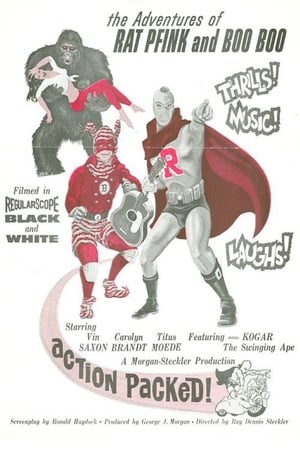 the Adventures of
RAT PFINK and BOO BOO
THRILLS!
MUSIC!
Filmed in
REGULARSCOPE
BLACK
and
WHITE
R
B
LAUGHS!
Starring
Vin Carolyn Titus Featuring KOGAR
SAXON BRANDT MOEDE The Swinging Ape
A Morgan-Steckler Production
ACTION PACKED!
Screenplay by Ronald Haydock • Produced by George J. Morgan • Directed by Ray Dennis Steckler